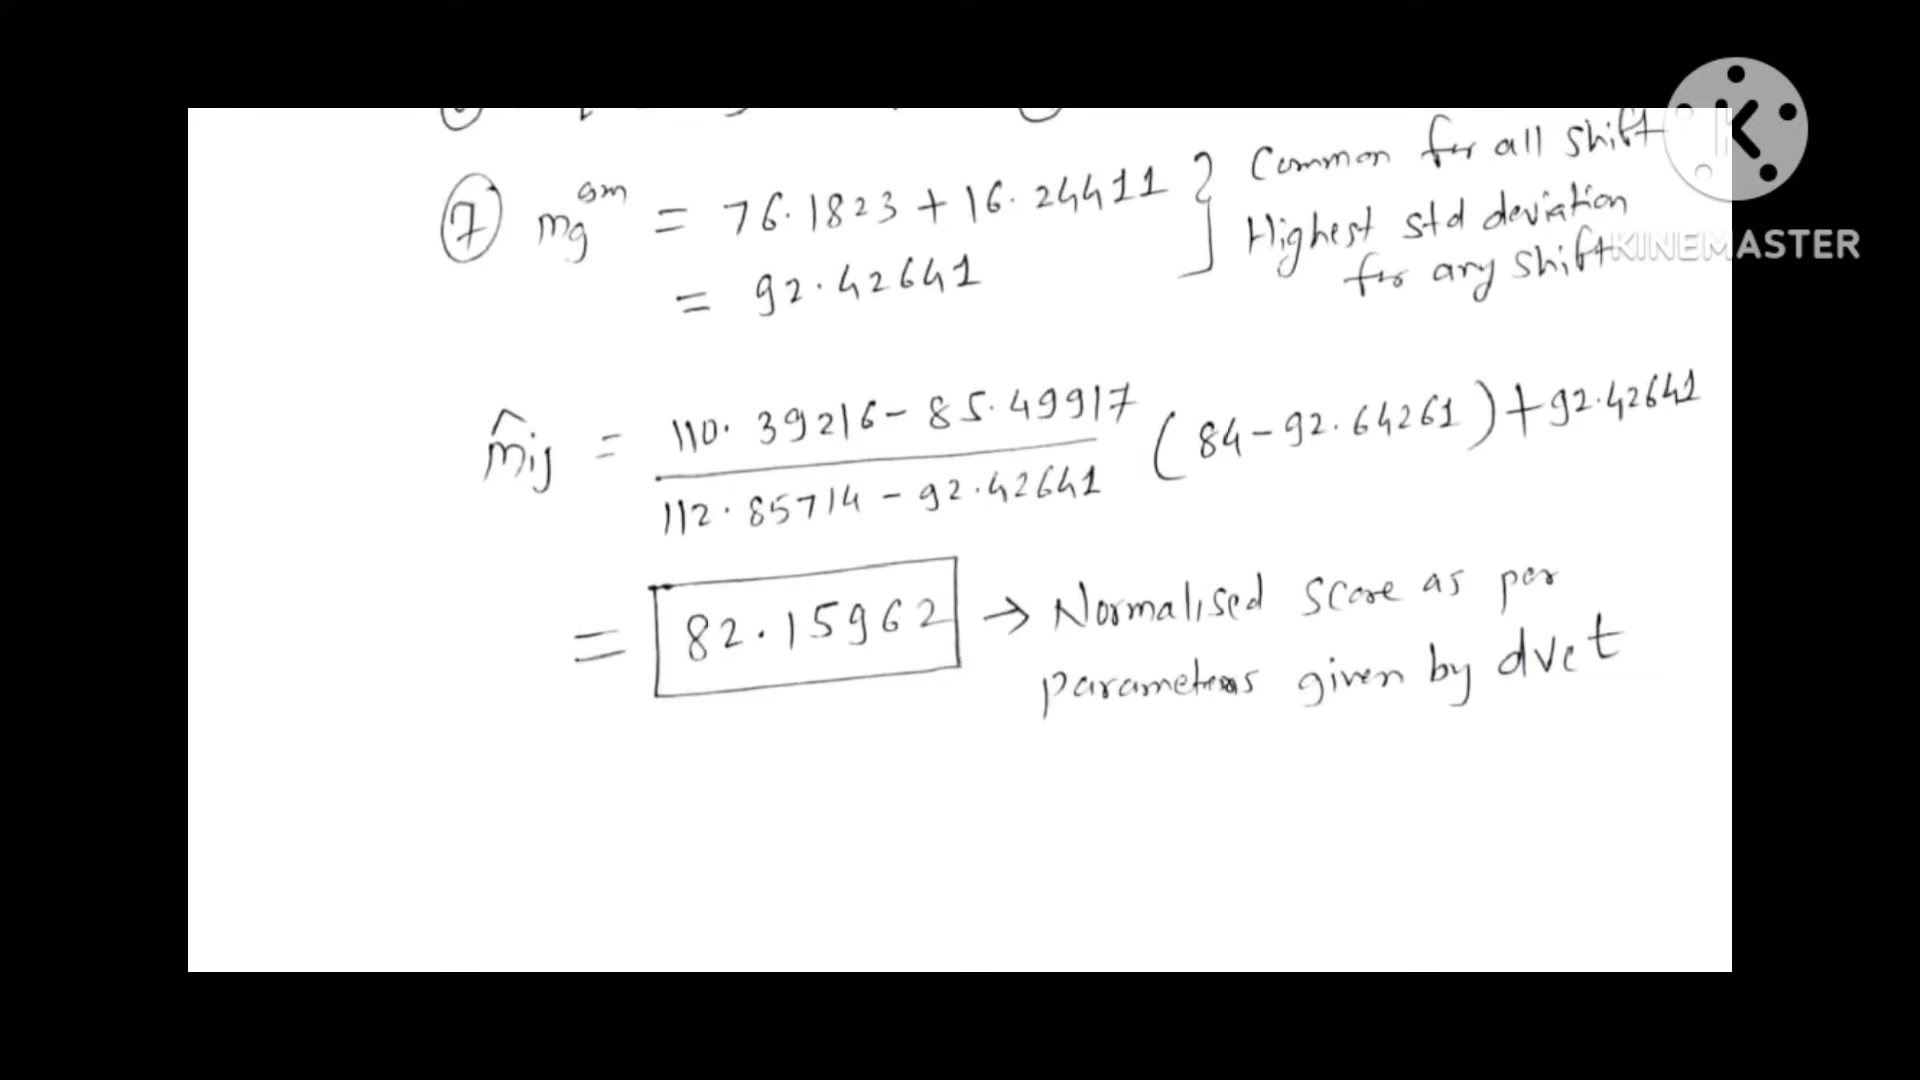 7 mg^gm = 76.1823 + 16.24411 } Common for all shift
= 92.42641 Highest std deviation
for any shift
KINEMASTER
m̂ij = 110.39216 - 85.49917 / 112.85714 - 92.42641 (84 - 92.64261) + 92.42641
= 82.15962 → Normalised score as per
parameters given by dvet